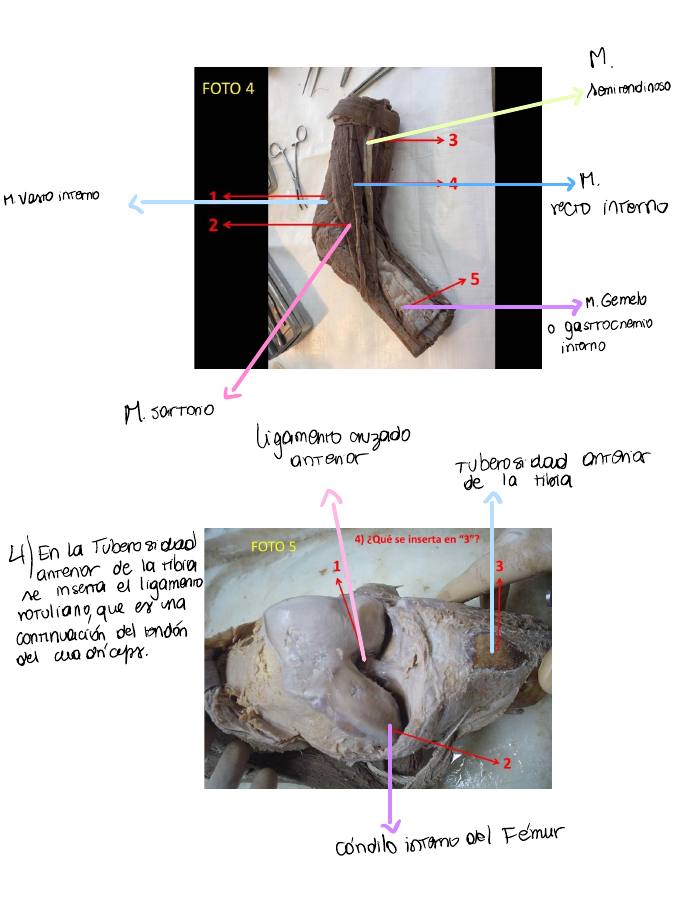 FOTO 4
M.
semitendinoso
3
1
M. Vasto interno
4
M.
recto interno
2
5
M. Gemelo
o gastrocnemio
interno
M. sartorio
ligamento cruzado
anterior
Tuberosidad anterior
de la tibia
4) En la Tuberosidad
anterior de la tibia
se inserta el ligamento
rotuliano, que es una
continuación del tendón
del cuadríceps.
FOTO 5
4) ¿Qué se inserta en “3”?
1
3
2
Cóndilo interno del Fémur